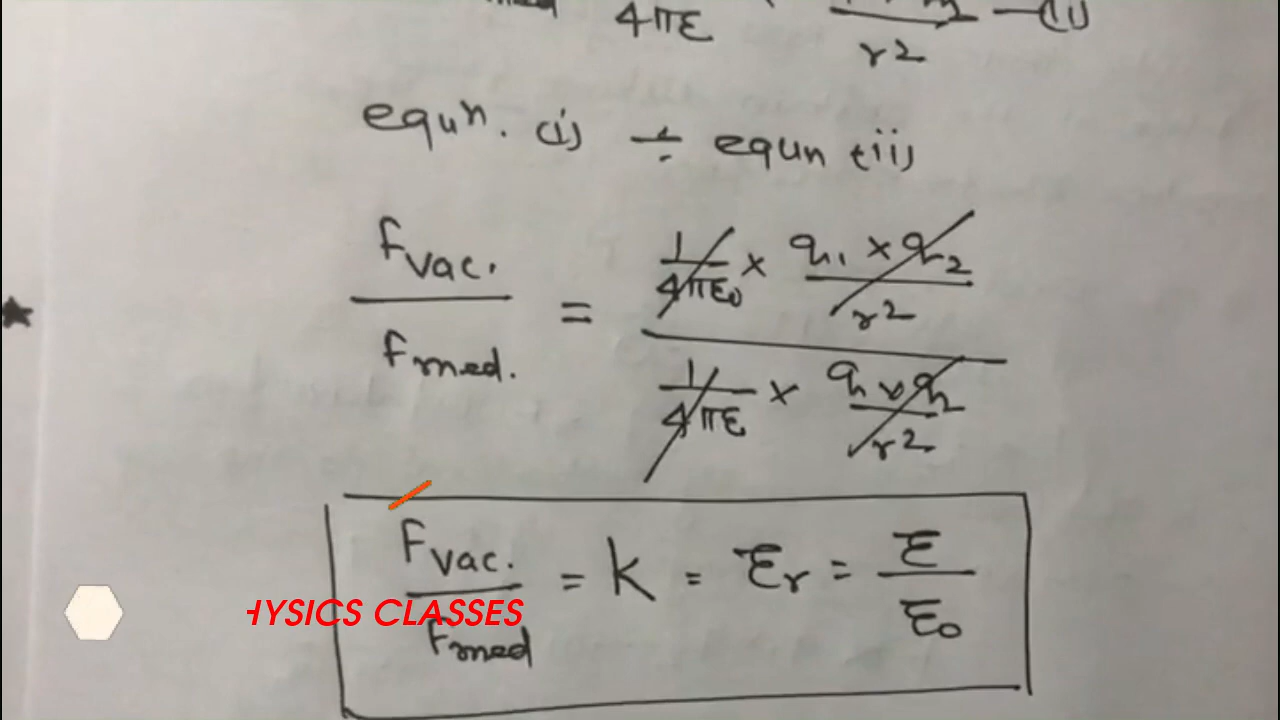 4πε r2 —(ii)
equn. (i) ÷ equn (ii)
Fvac. / Fmed. = 1/4πε0 × q1 × q2 / r2 / 1/4πε × q1 × q2 / r2
Fvac. / Fmed = K = εr = ε / ε0
HYSICS CLASSES